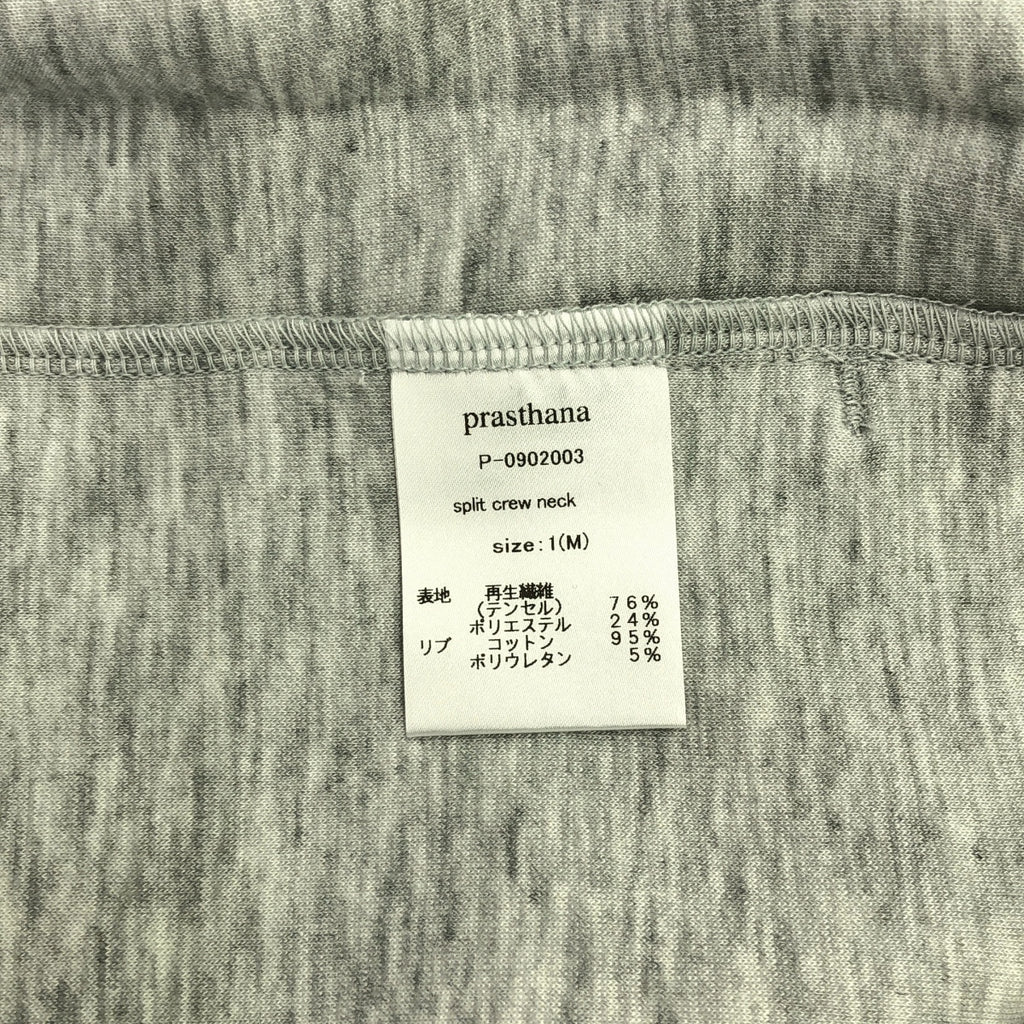 prasthana
P-0902003
split crew neck
size:1(M)
表地 再生繊維
(テンセル) 76%
ポリエステル 24%
リブ コットン 95%
ポリウレタン 5%